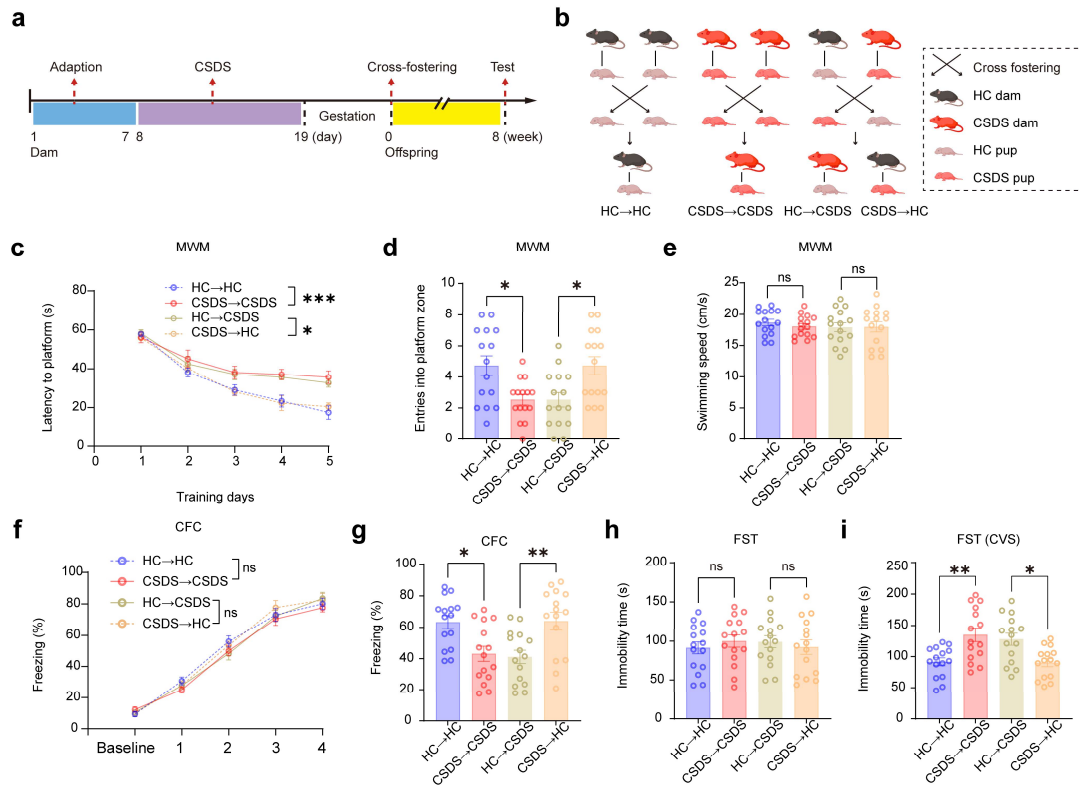 a
Adaption
CSDS
Cross-fostering
Test
Gestation
1
7
8
19 (day)
0
8 (week)
Dam
Offspring
b
Cross fostering
HC dam
CSDS dam
HC pup
CSDS pup
HC→HC
CSDS→CSDS
HC→CSDS
CSDS→HC
c
MWM
Latency to platform (s)
80
60
40
20
0
0
1
2
3
4
5
Training days
HC→HC
CSDS→CSDS
HC→CSDS
CSDS→HC
***
*
d
MWM
Entries into platform zone
10
8
6
4
2
0
*
*
HC→HC
CSDS→CSDS
HC→CSDS
CSDS→HC
e
MWM
Swimming speed (cm/s)
25
20
15
10
5
0
ns
ns
HC→HC
CSDS→CSDS
HC→CSDS
CSDS→HC
f
CFC
Freezing (%)
100
80
60
40
20
0
Baseline
1
2
3
4
HC→HC
CSDS→CSDS
HC→CSDS
CSDS→HC
ns
ns
g
CFC
Freezing (%)
100
80
60
40
20
0
*
**
HC→HC
CSDS→CSDS
HC→CSDS
CSDS→HC
h
FST
Immobility time (s)
200
150
100
50
0
ns
ns
HC→HC
CSDS→CSDS
HC→CSDS
CSDS→HC
i
FST (CVS)
Immobility time (s)
250
200
150
100
50
0
**
*
HC→HC
CSDS→CSDS
HC→CSDS
CSDS→HC